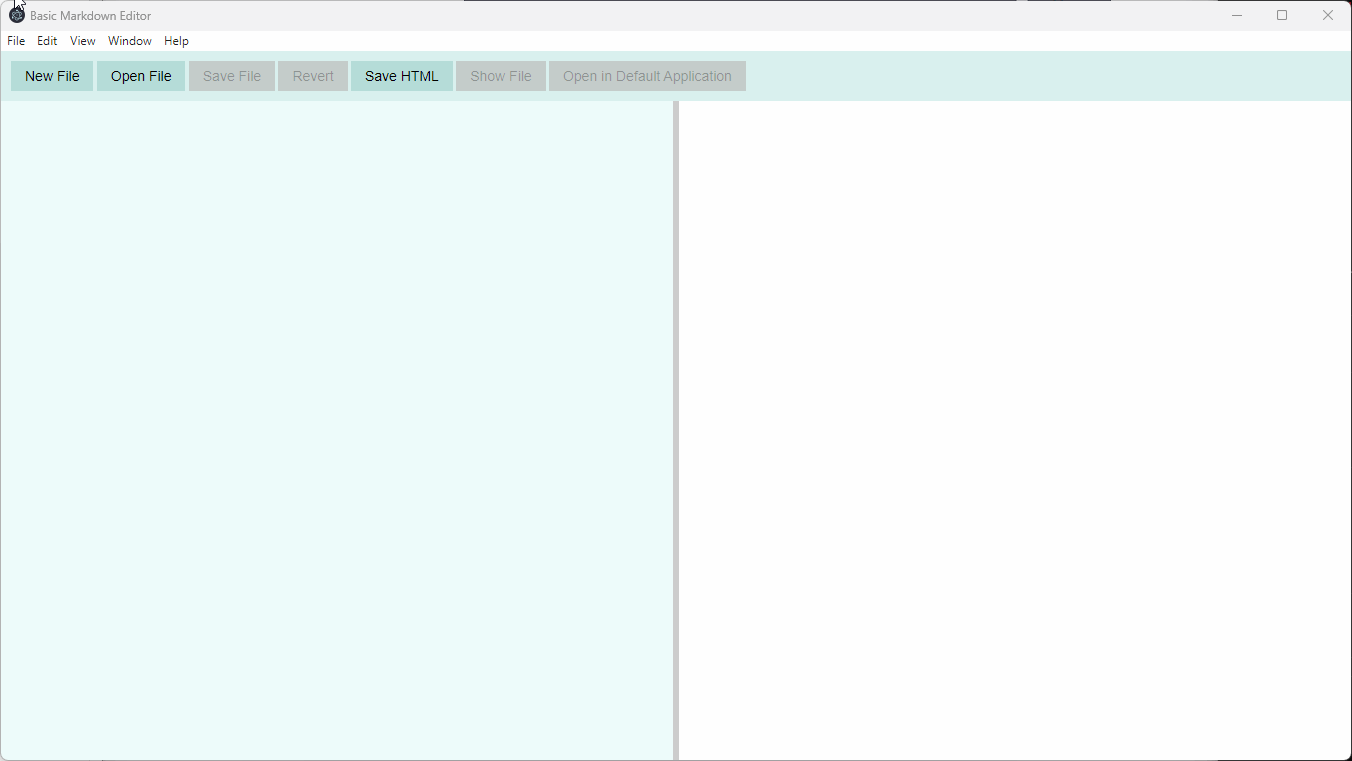 Basic Markdown Editor
File Edit View Window Help
New File Open File Save File Revert Save HTML Show File Open in Default Application